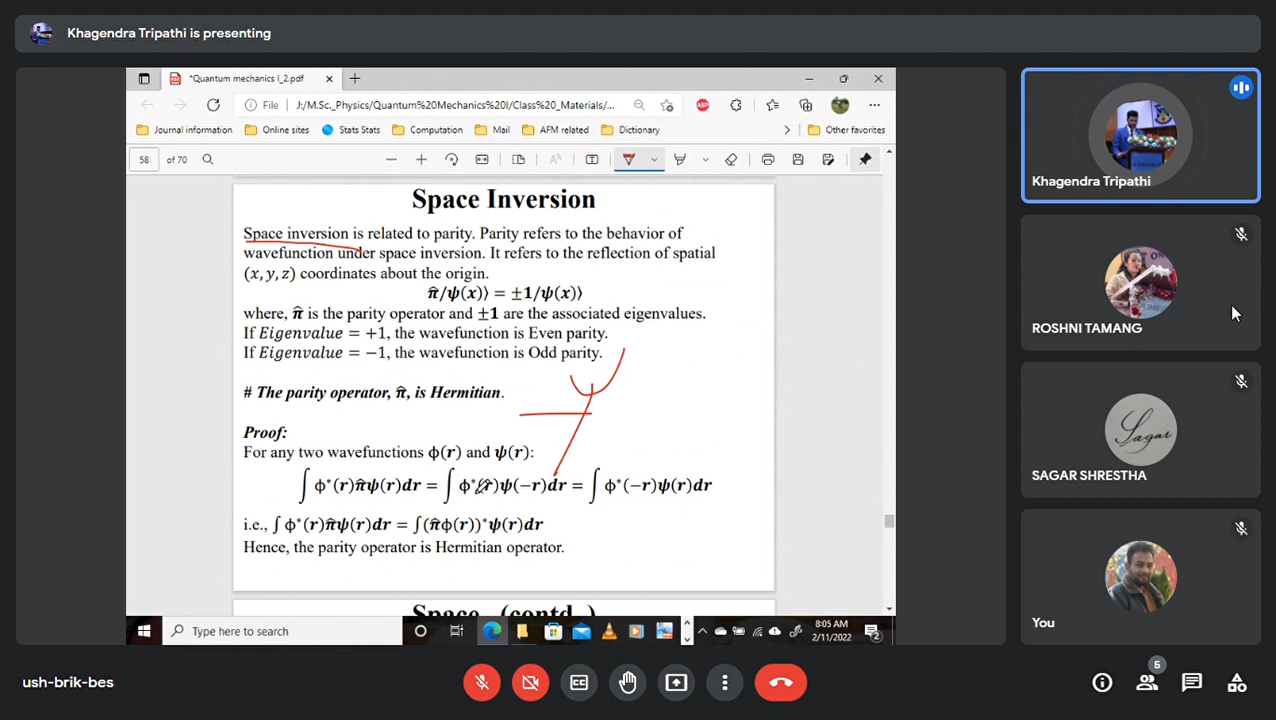 Khagendra Tripathi is presenting
*Quantum mechanics I_2.pdf
File J:/M.Sc._Physics/Quantum%20Mechanics%20I/Class%20_Materials/...
Journal information Online sites Stats Stats Computation Mail AFM related Dictionary Other favorites
58 of 70
Space Inversion
Space inversion is related to parity. Parity refers to the behavior of
wavefunction under space inversion. It refers to the reflection of spatial
(x, y, z) coordinates about the origin.
π̂/ψ(x)⟩ = ±1/ψ(x)⟩
where, π̂ is the parity operator and ±1 are the associated eigenvalues.
If Eigenvalue = +1, the wavefunction is Even parity.
If Eigenvalue = −1, the wavefunction is Odd parity.
# The parity operator, π̂, is Hermitian.
Proof:
For any two wavefunctions ϕ(r) and ψ(r):
∫ ϕ*(r)π̂ψ(r)dr = ∫ ϕ*(r)ψ(−r)dr = ∫ ϕ*(−r)ψ(r)dr
i.e., ∫ ϕ*(r)π̂ψ(r)dr = ∫(π̂ϕ(r))*ψ(r)dr
Hence, the parity operator is Hermitian operator.
Space (contd..)
Type here to search
8:05 AM
2/11/2022
2
Khagendra Tripathi
ROSHNI TAMANG
Sagar
SAGAR SHRESTHA
You
ush-brik-bes
5